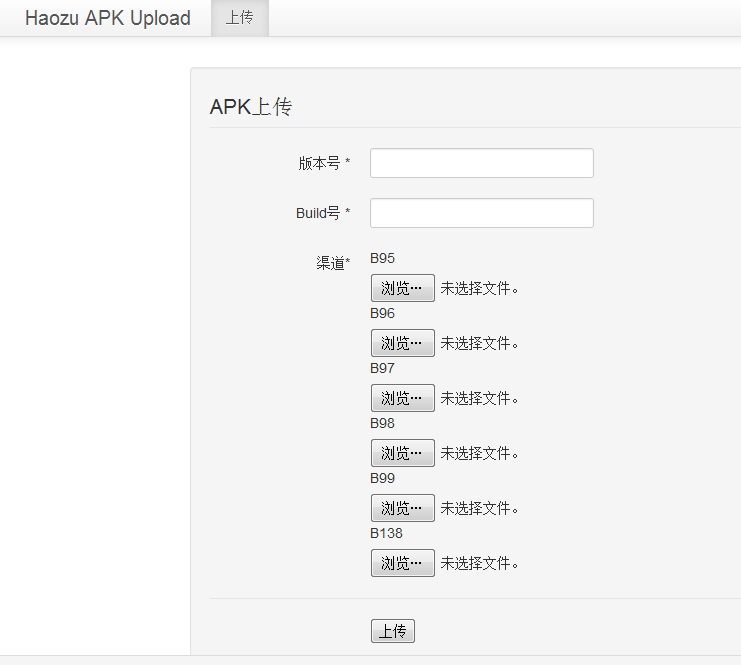 Haozu APK Upload 上传
APK上传
版本号 *
Build号 *
渠道* B95
浏览… 未选择文件。
B96
浏览… 未选择文件。
B97
浏览… 未选择文件。
B98
浏览… 未选择文件。
B99
浏览… 未选择文件。
B138
浏览… 未选择文件。
上传